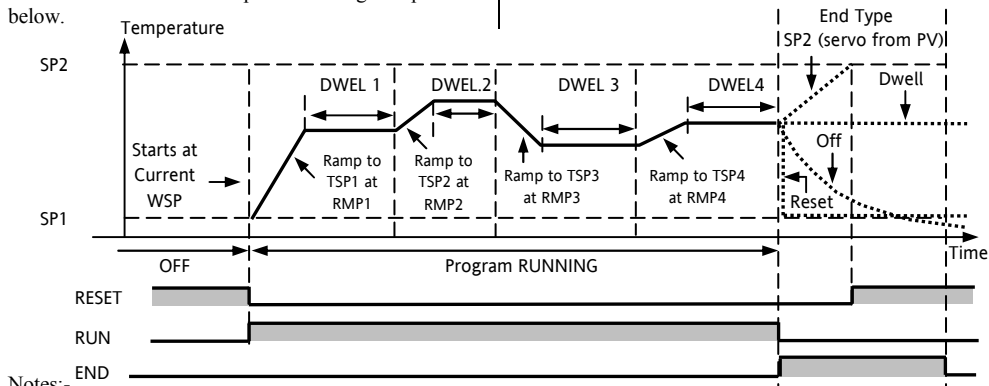 below.
Temperature
End Type
SP2 (servo from PV)
SP2
DWEL 1
DWEL.2
DWEL 3
DWEL4
Dwell
Starts at
Current
WSP
Ramp to
TSP1 at
RMP1
Ramp to
TSP2 at
RMP2
Ramp to TSP3
at RMP3
Ramp to TSP4
at RMP4
Off
Reset
SP1
Time
OFF
Program RUNNING
RESET
RUN
END
Notes:-